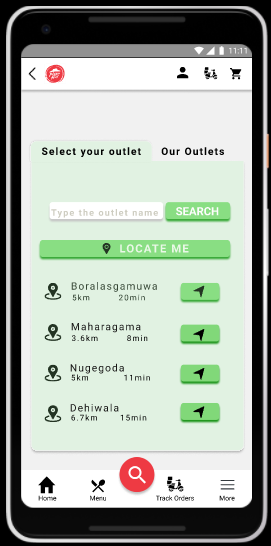 11:11
Select your outlet Our Outlets
Type the outlet name SEARCH
LOCATE ME
Boralasgamuwa
5km 20min
Maharagama
3.6km 8min
Nugegoda
5km 11min
Dehiwala
6.7km 15min
Home Menu Track Orders More